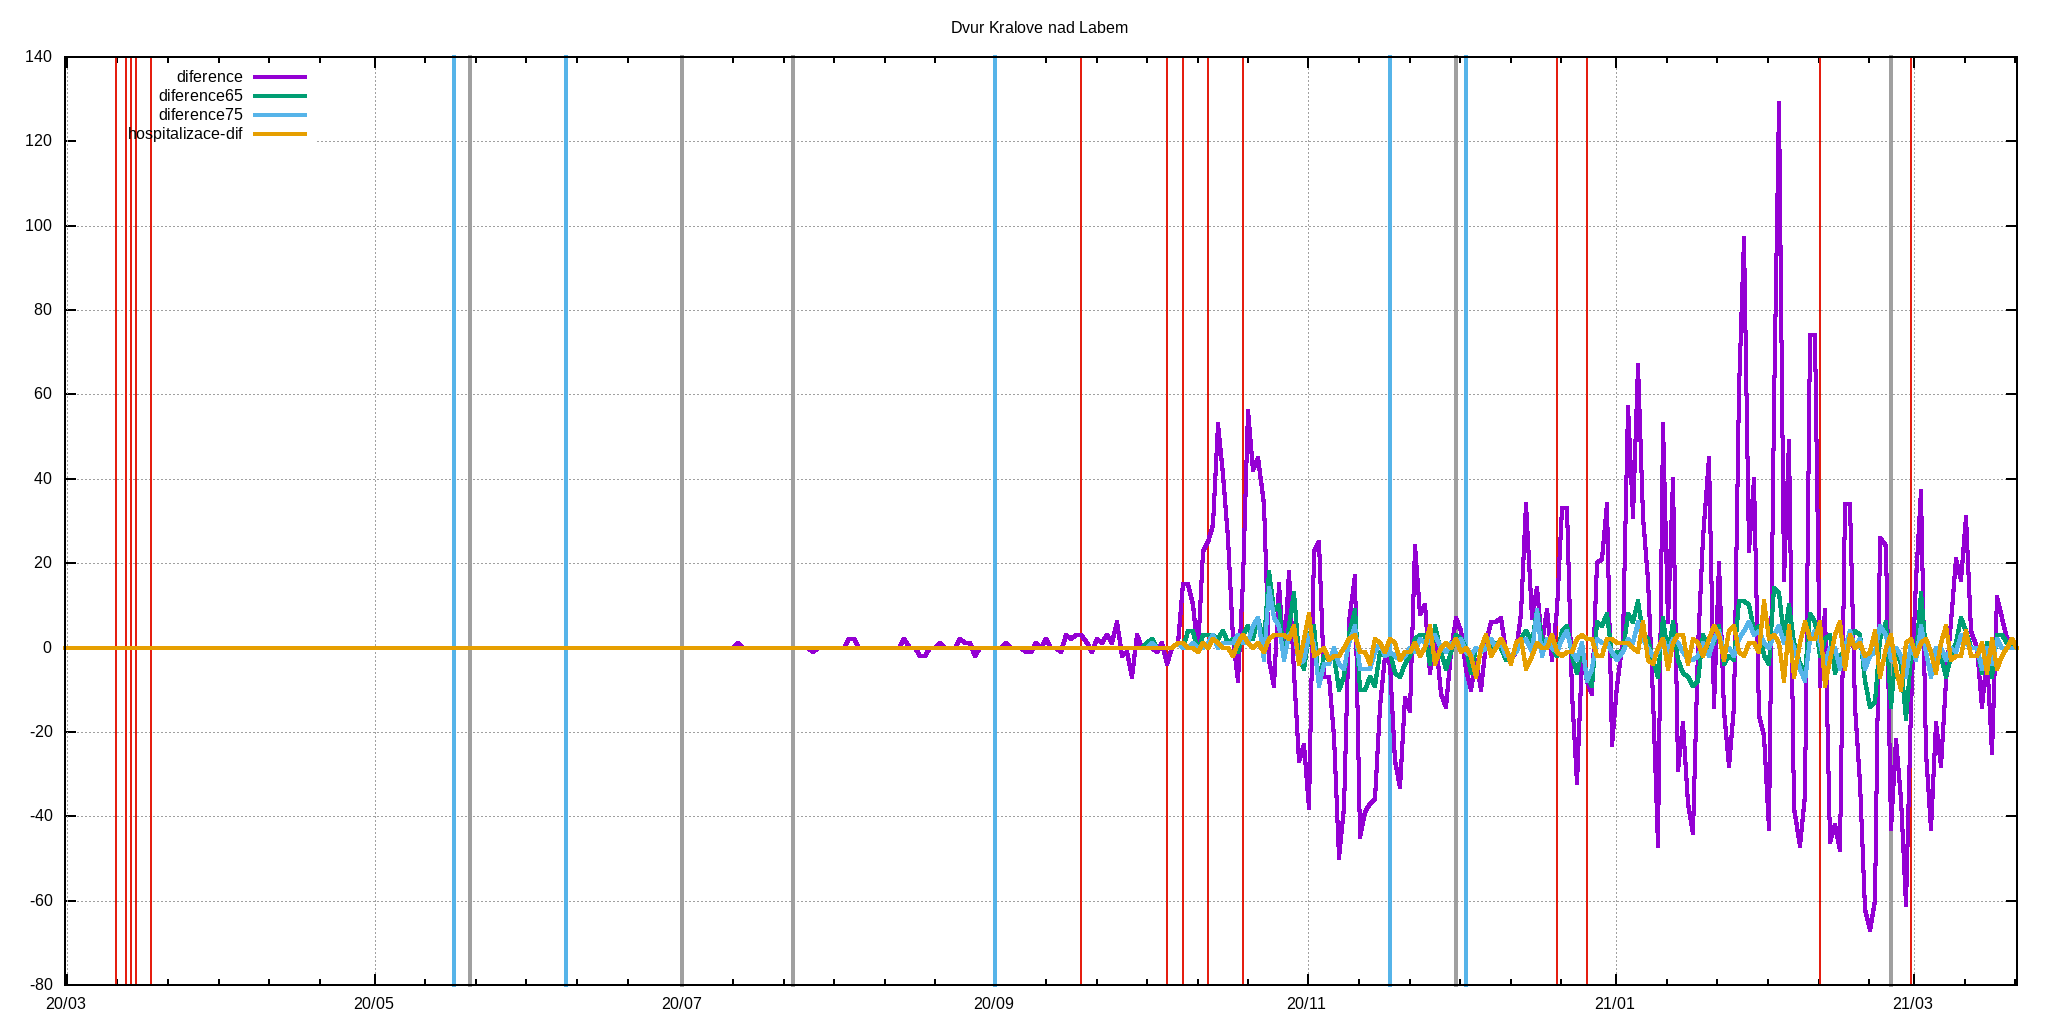 Dvur Kralove nad Labem
140
120
100
80
60
40
20
0
-20
-40
-60
-80
diference
diference65
diference75
hospitalizace-dif
20/03 20/05 20/07 20/09 20/11 21/01 21/03